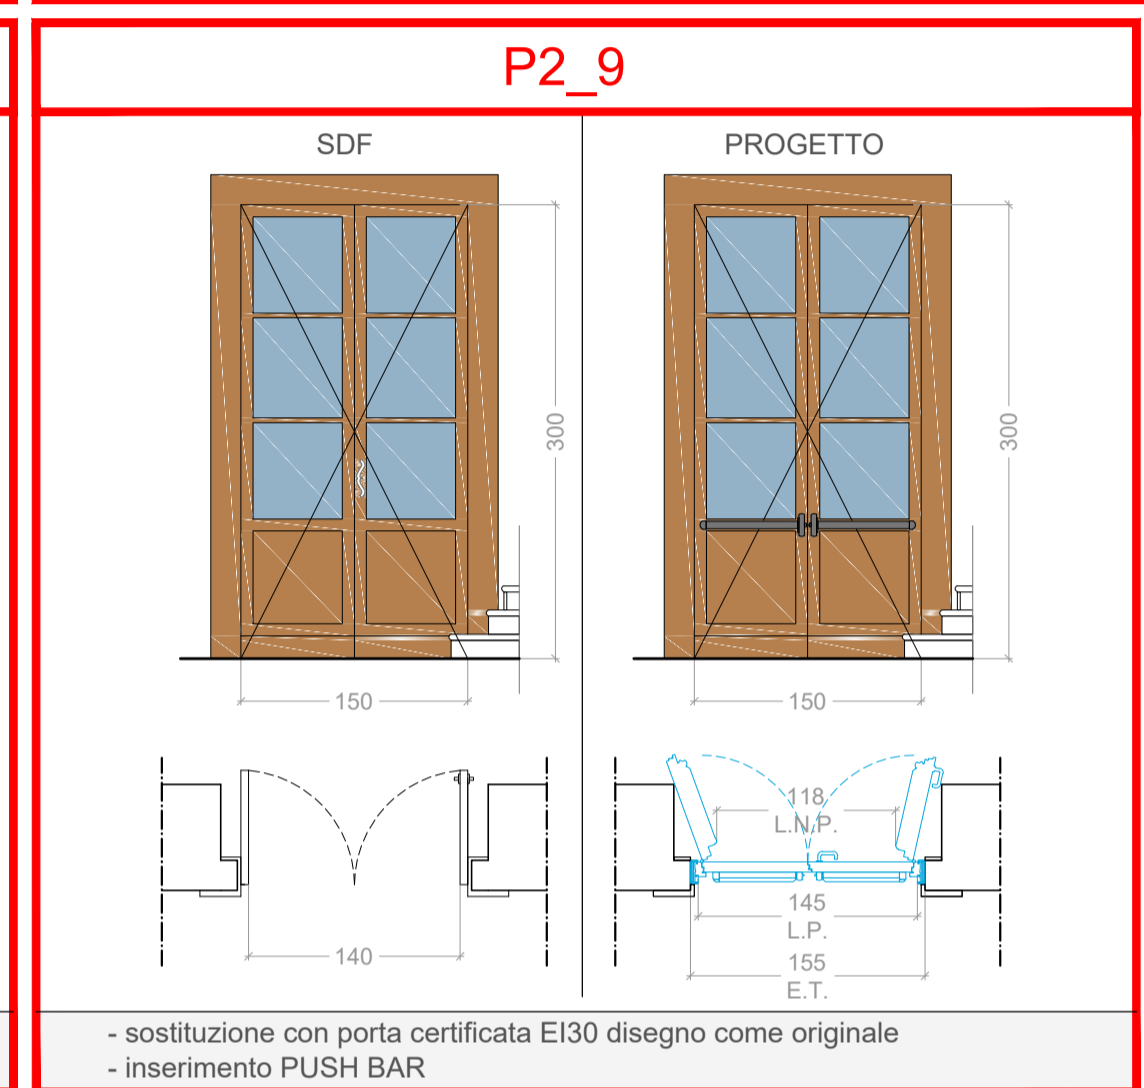 P2_9
SDF
PROGETTO
300
300
150
150
118
L.N.P.
145
L.P.
140
155
E.T.
- sostituzione con porta certificata EI30 disegno come originale
- inserimento PUSH BAR